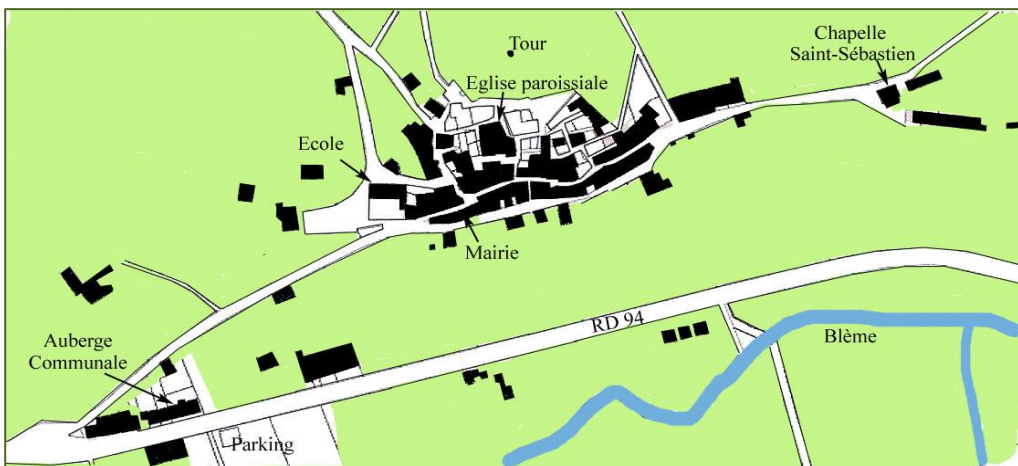 Chapelle
Saint-Sébastien
Tour
Eglise paroissiale
Ecole
Mairie
RD 94
Blème
Auberge
Communale
Parking